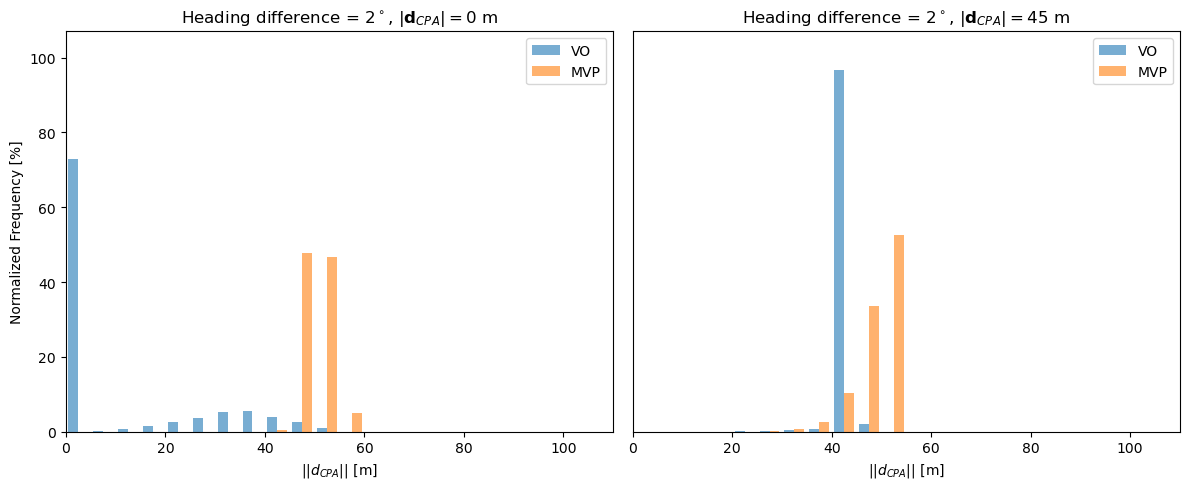 Heading difference = 2°, |d_CPA| = 0 m
VO
MVP
Normalized Frequency [%]
100
80
60
40
20
0
0 20 40 60 80 100
||d_CPA|| [m]
Heading difference = 2°, |d_CPA| = 45 m
VO
MVP
0 20 40 60 80 100
||d_CPA|| [m]